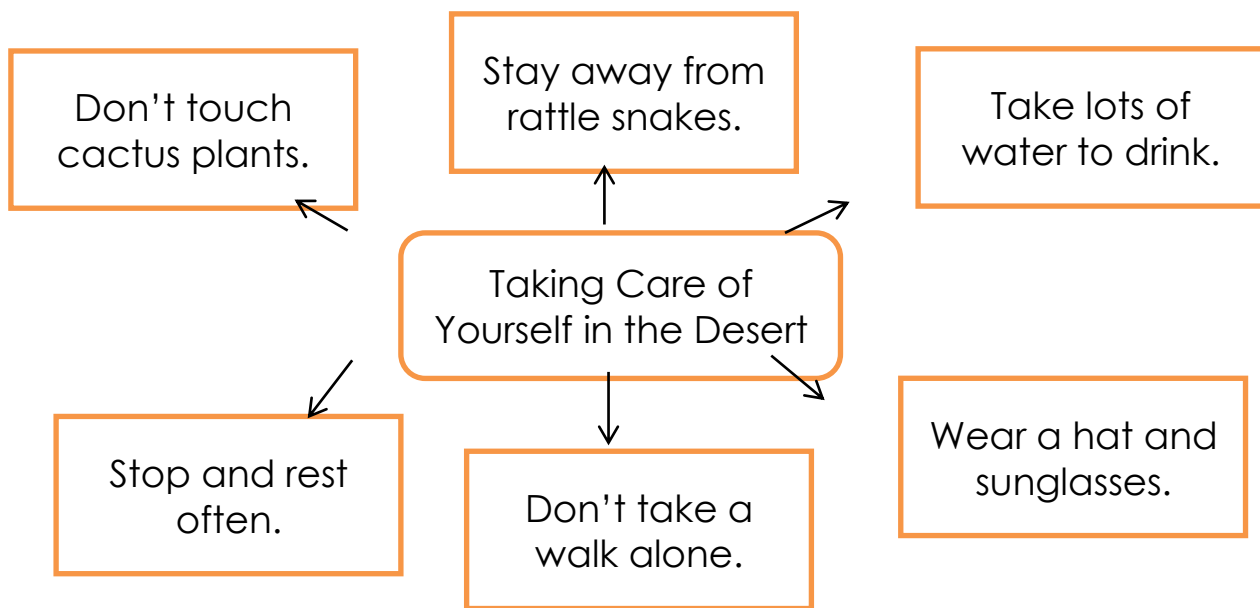 Don’t touch
cactus plants.
Stay away from
rattle snakes.
Take lots of
water to drink.
Taking Care of
Yourself in the Desert
Stop and rest
often.
Don’t take a
walk alone.
Wear a hat and
sunglasses.